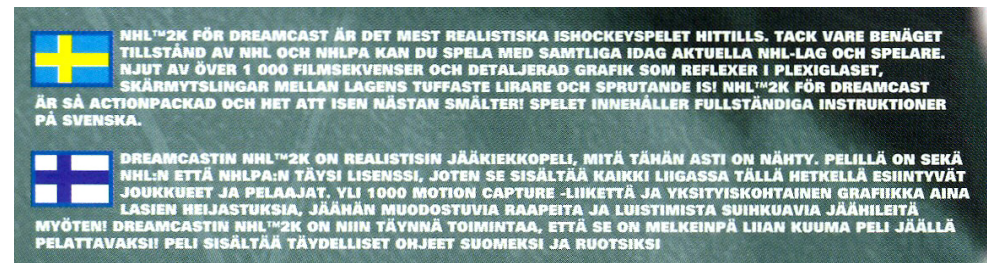 NHL™2K FÖR DREAMCAST ÄR DET MEST REALISTISKA ISHOCKEYSPELET HITTILLS. TACK VARE BENÄGET
TILLSTÅND AV NHL OCH NHLPA KAN DU SPELA MED SAMTLIGA IDAG AKTUELLA NHL-LAG OCH SPELARE.
NJUT AV ÖVER 1 000 FILMSEKVENSER OCH DETALJERAD GRAFIK SOM REFLEXER I PLEXIGLASET,
SKÄRMYTSLINGAR MELLAN LAGENS TUFFASTE LIRARE OCH SPRUTANDE IS! NHL™2K FÖR DREAMCAST
ÄR SÅ ACTIONPACKAD OCH HET ATT ISEN NÄSTAN SMÄLTER! SPELET INNEHÅLLER FULLSTÄNDIGA INSTRUKTIONER
PÅ SVENSKA.
DREAMCASTIN NHL™2K ON REALISTISIN JÄÄKIEKKOPELI, MITÄ TÄHÄN ASTI ON NÄHTY. PELILLÄ ON SEKÄ
NHL:N ETTÄ NHLPA:N TÄYSI LISENSSI, JOTEN SE SISÄLTÄÄ KAIKKI LIIGASSA TÄLLÄ HETKELLÄ ESIINTYVÄT
JOUKKUEET JA PELAAJAT. YLI 1000 MOTION CAPTURE -LIIKETTÄ JA YKSITYISKOHTAINEN GRAFIIKKA AINA
LASIEN HEIJASTUKSIA, JÄÄHÄN MUODOSTUVIA RAAPEITA JA LUISTIMISTA SUIHKUAVIA JÄÄHILEITÄ
MYÖTEN! DREAMCASTIN NHL™2K ON NIIN TÄYNNÄ TOIMINTAA, ETTÄ SE ON MELKEINPÄ LIIAN KUUMA PELI JÄÄLLÄ
PELATTAVAKSI! PELI SISÄLTÄÄ TÄYDELLISET OHJEET SUOMEKSI JA RUOTSIKSI